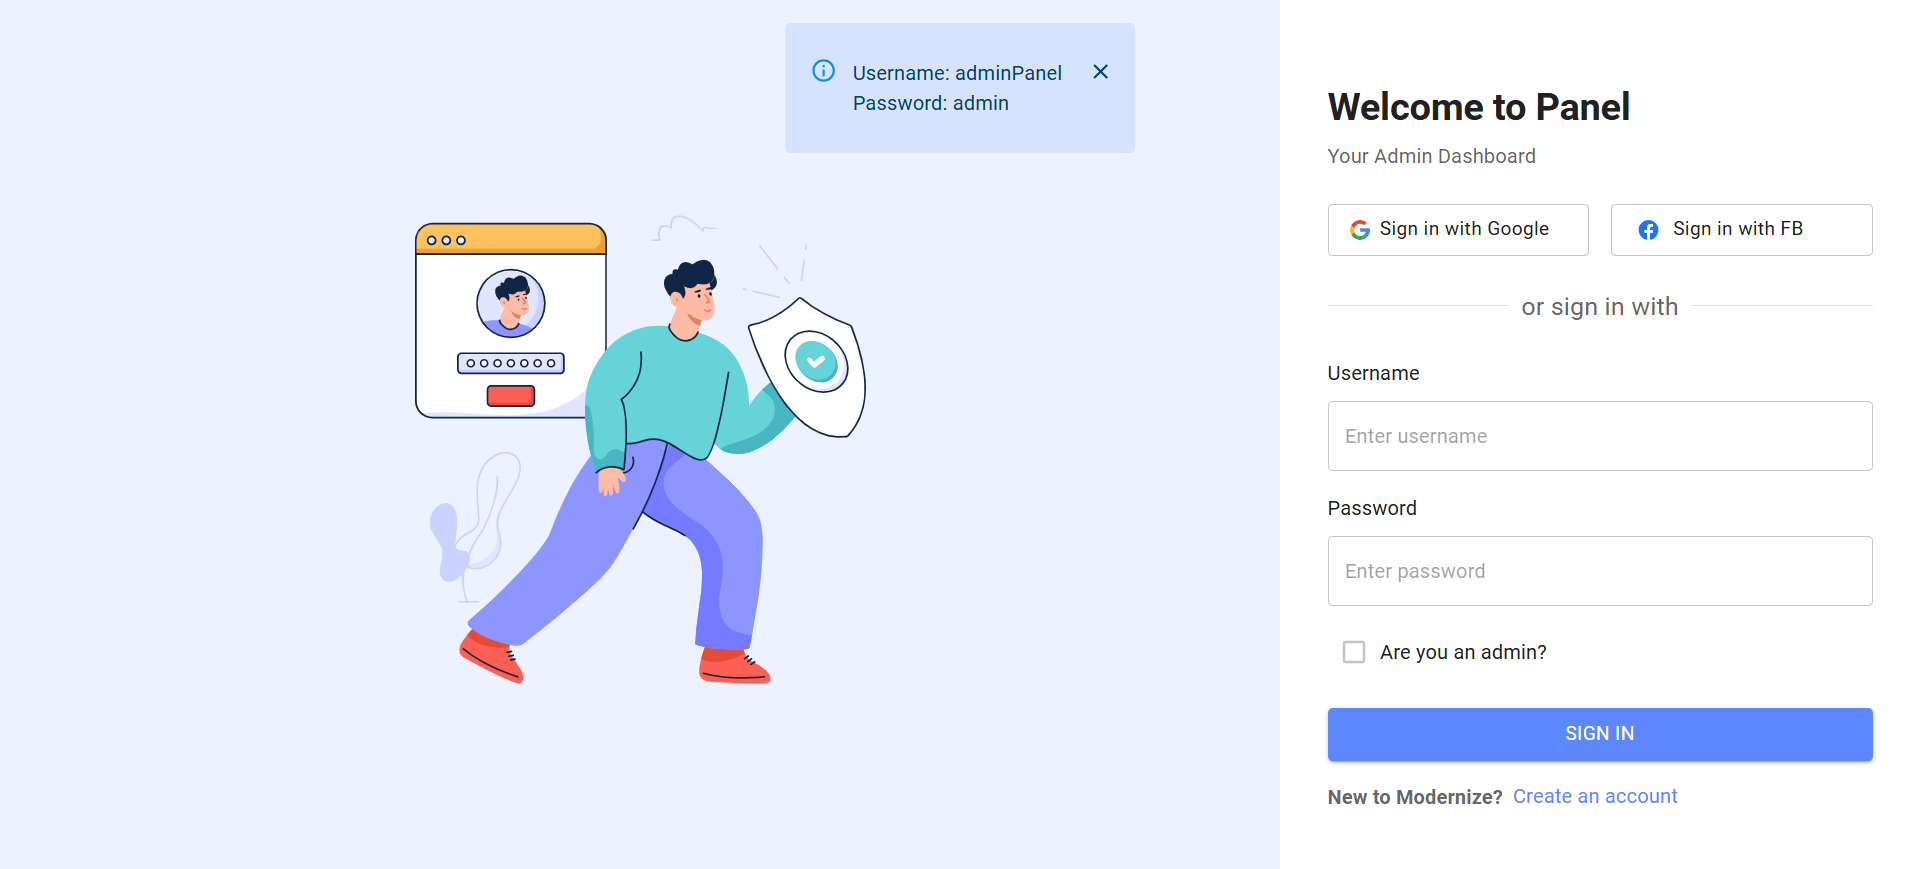 Username: adminPanel
Password: admin
Welcome to Panel
Your Admin Dashboard
Sign in with Google
Sign in with FB
or sign in with
Username
Enter username
Password
Enter password
Are you an admin?
SIGN IN
New to Modernize? Create an account